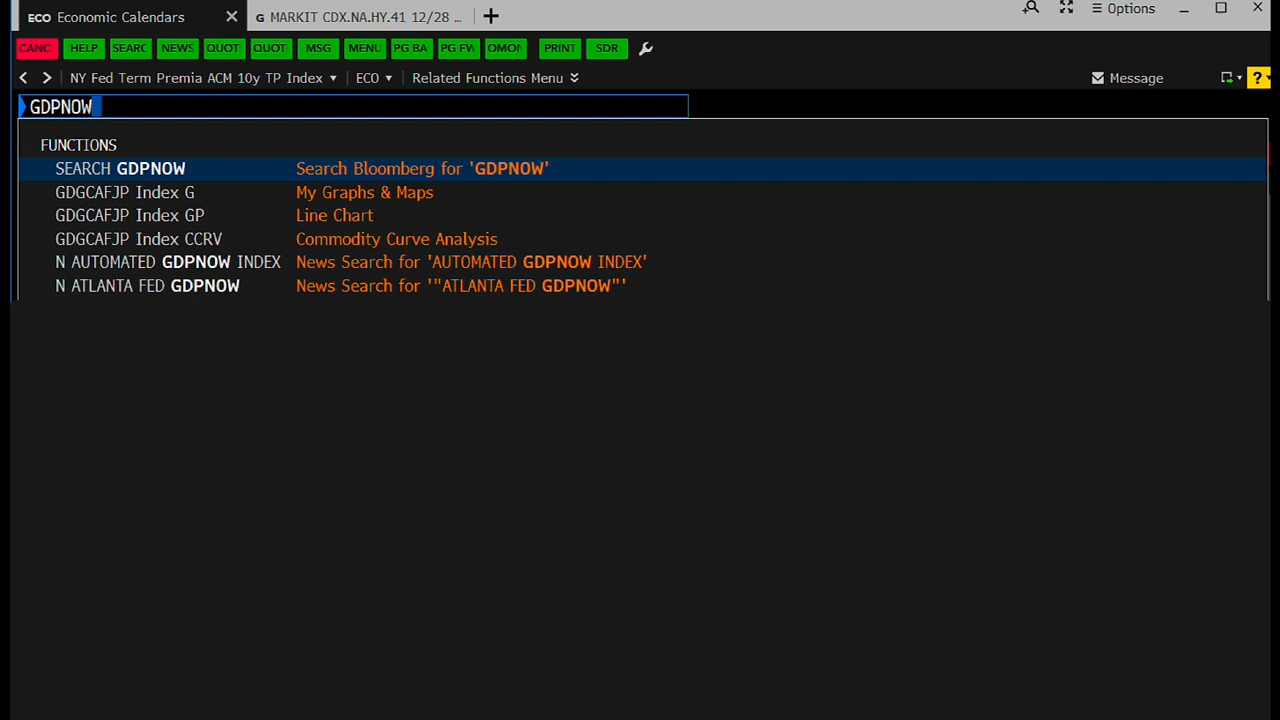 ECO Economic Calendars ✕ G MARKIT CDX.NA.HY.41 12/28 ... +
≡ Options
CANC HELP SEARC NEWS QUOT QUOT MSG MENU PG BA PG FW OMON PRINT SDR
< > NY Fed Term Premia ACM 10y TP Index ▾ ECO ▾ Related Functions Menu Message ?
GDPNOW
FUNCTIONS
SEARCH GDPNOW Search Bloomberg for 'GDPNOW'
GDGCAFJP Index G My Graphs & Maps
GDGCAFJP Index GP Line Chart
GDGCAFJP Index CCRV Commodity Curve Analysis
N AUTOMATED GDPNOW INDEX News Search for 'AUTOMATED GDPNOW INDEX'
N ATLANTA FED GDPNOW News Search for '"ATLANTA FED GDPNOW"'